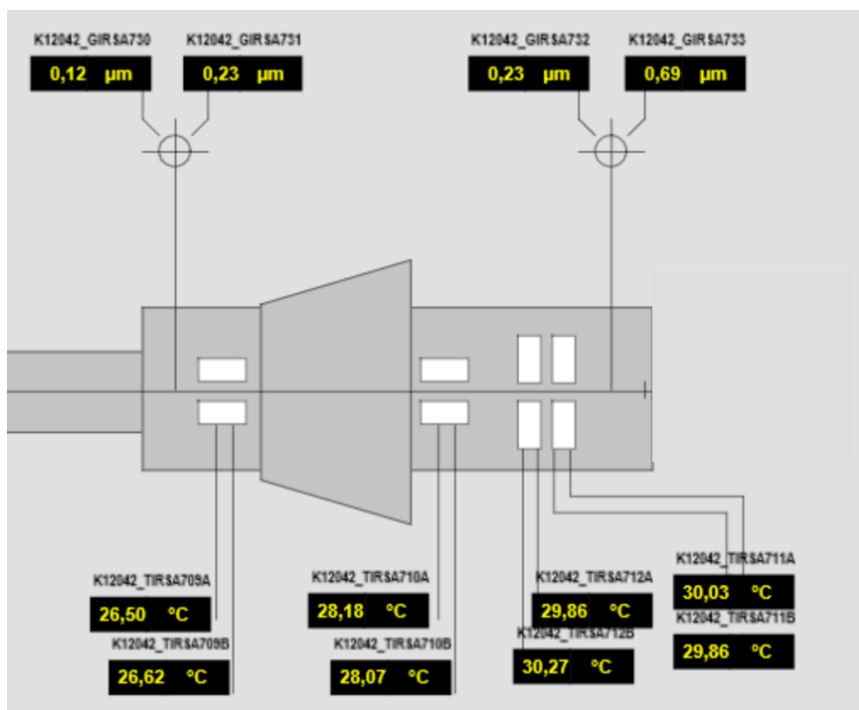 K12042_GIRSA730
K12042_GIRSA731
K12042_GIRSA732
K12042_GIRSA733
0,12 µm
0,23 µm
0,23 µm
0,69 µm
K12042_TIRSA709A
26,50 °C
K12042_TIRSA709B
26,62 °C
K12042_TIRSA710A
28,18 °C
K12042_TIRSA710B
28,07 °C
K12042_TIRSA712A
29,86 °C
K12042_TIRSA712B
30,27 °C
K12042_TIRSA711A
30,03 °C
K12042_TIRSA711B
29,86 °C